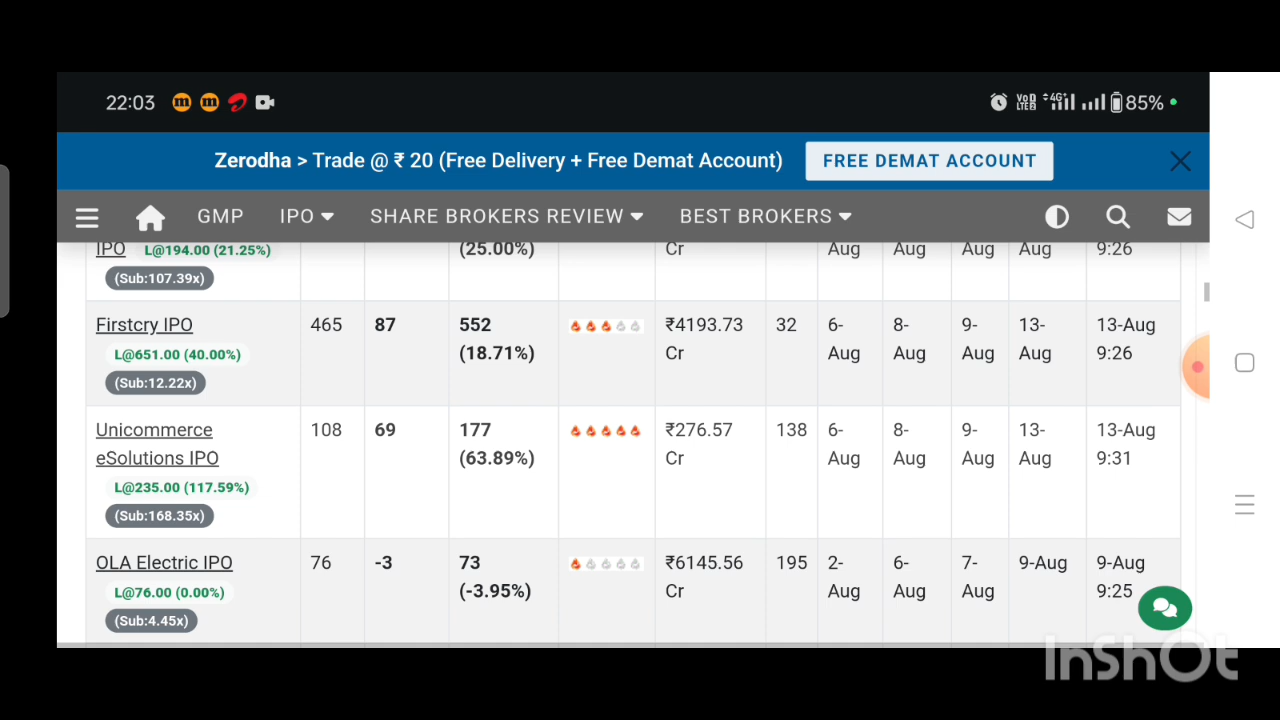 22:03 VoD LTE 4G+ 85%
Zerodha > Trade @ ₹ 20 (Free Delivery + Free Demat Account) FREE DEMAT ACCOUNT
GMP IPO SHARE BROKERS REVIEW BEST BROKERS
IPO L@194.00 (21.25%) (25.00%) Cr Aug Aug Aug Aug 9:26
(Sub:107.39x)
Firstcry IPO 465 87 552 ₹4193.73 32 6- 8- 9- 13- 13-Aug
(18.71%) Cr Aug Aug Aug Aug 9:26
L@651.00 (40.00%)
(Sub:12.22x)
Unicommerce 108 69 177 ₹276.57 138 6- 8- 9- 13- 13-Aug
eSolutions IPO (63.89%) Cr Aug Aug Aug Aug 9:31
L@235.00 (117.59%)
(Sub:168.35x)
OLA Electric IPO 76 -3 73 ₹6145.56 195 2- 6- 7- 9-Aug 9-Aug
L@76.00 (0.00%) (-3.95%) Cr Aug Aug Aug 9:25
(Sub:4.45x)
InShOt